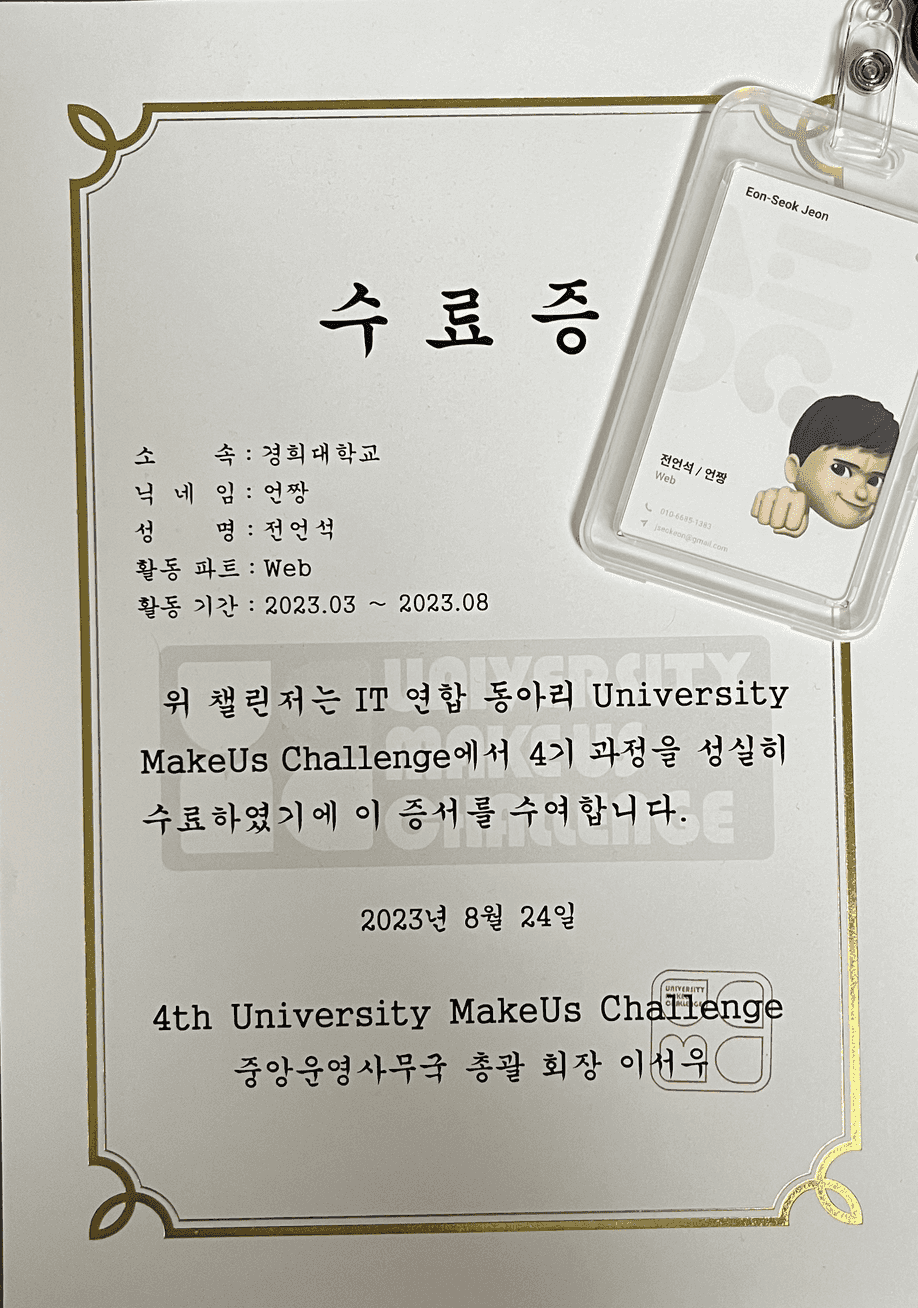 Eon-Seok Jeon
수 료 증
소 속 : 경희대학교
닉 네 임 : 언짱
성 명 : 전언석
활동 파트 : Web
활동 기간 : 2023.03 ~ 2023.08
전언석 / 언짱
Web
010-6685-1383
jseokeon@gmail.com
UNIVERSITY
MAKEUS
CHALLENGE
위 챌린저는 IT 연합 동아리 University
MakeUs Challenge에서 4기 과정을 성실히
수료하였기에 이 증서를 수여합니다.
2023년 8월 24일
UNIVERSITY
MAKEUS
CHALLENGE
4th University MakeUs Challenge
중앙운영사무국 총괄 회장 이서우